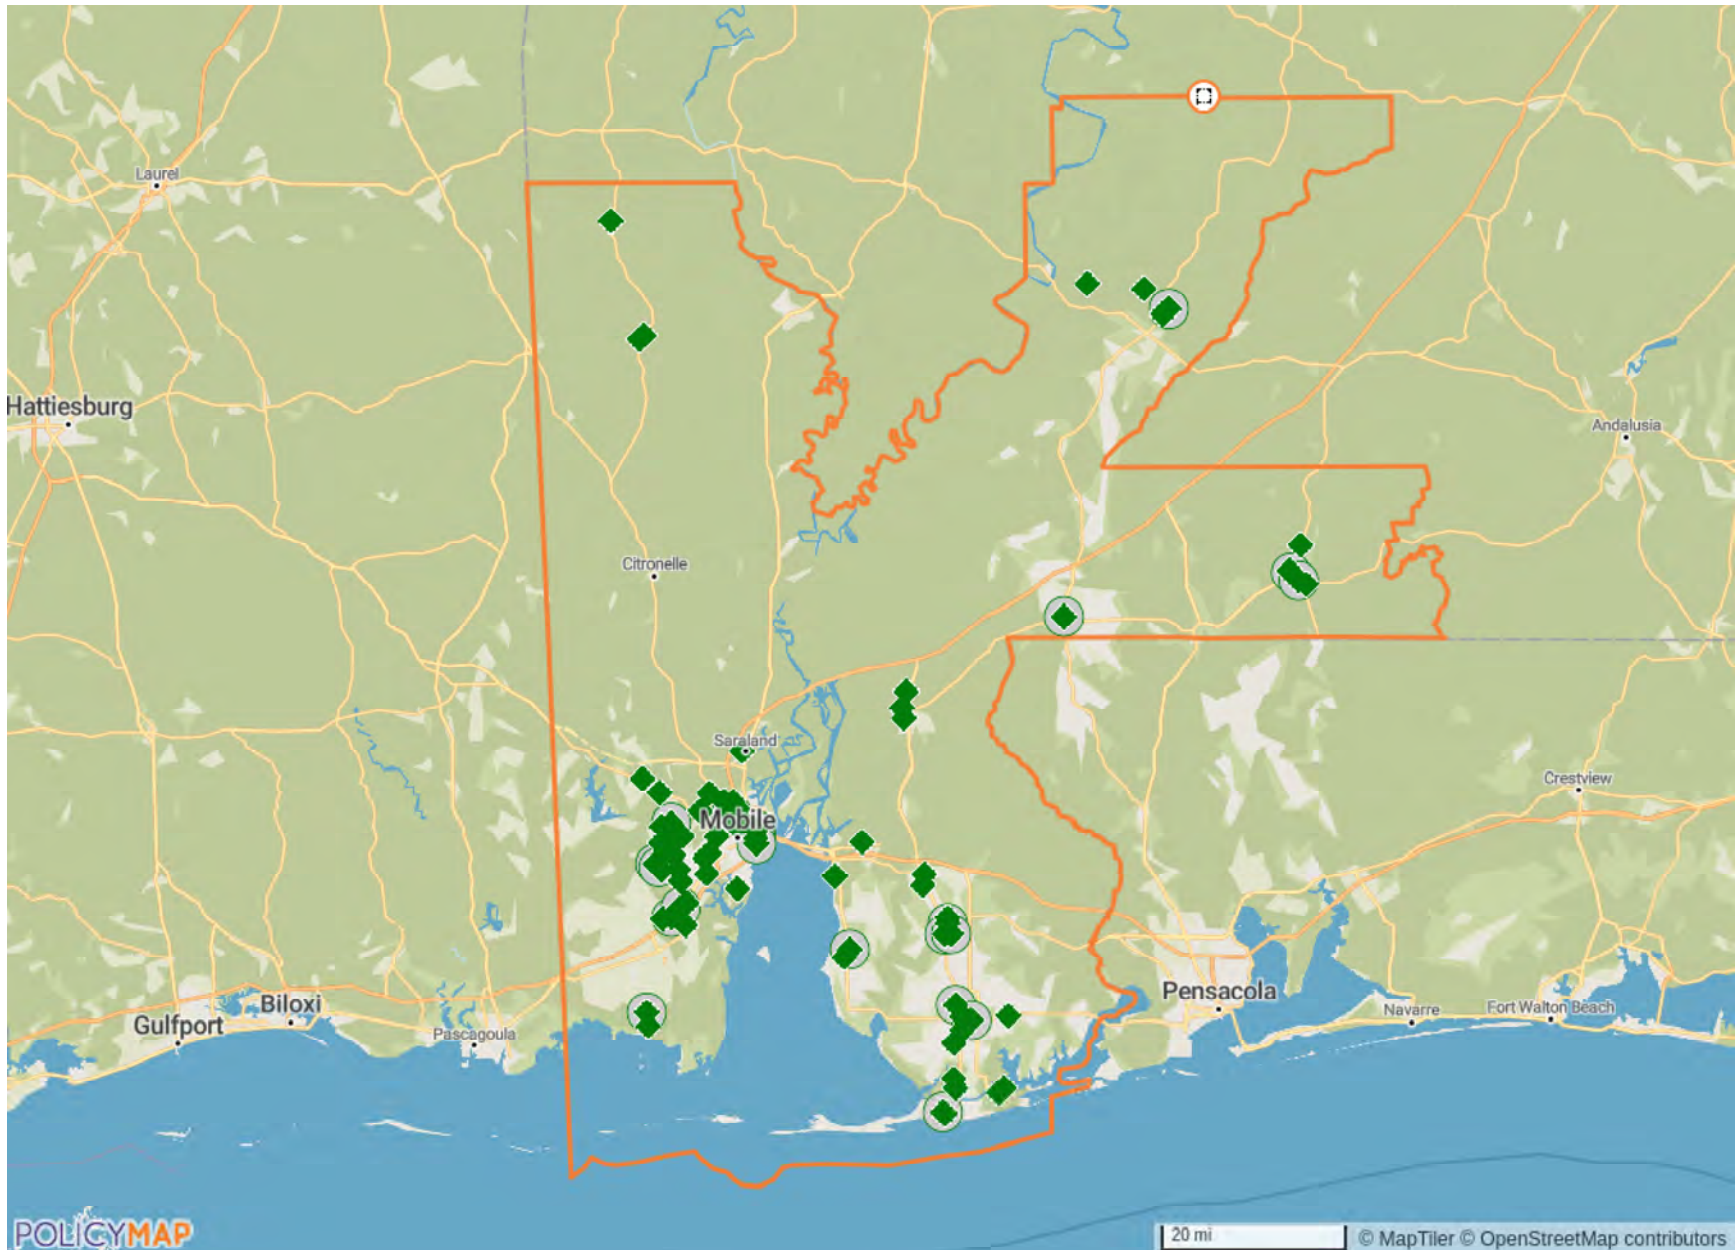 Laurel
Hattiesburg
Andalusia
Citronelle
Saraland
Crestview
Mobile
Pensacola
Biloxi
Gulfport
Pascagoula
Navarre
Fort Walton Beach
POLICYMAP
20 mi
© MapTiler © OpenStreetMap contributors